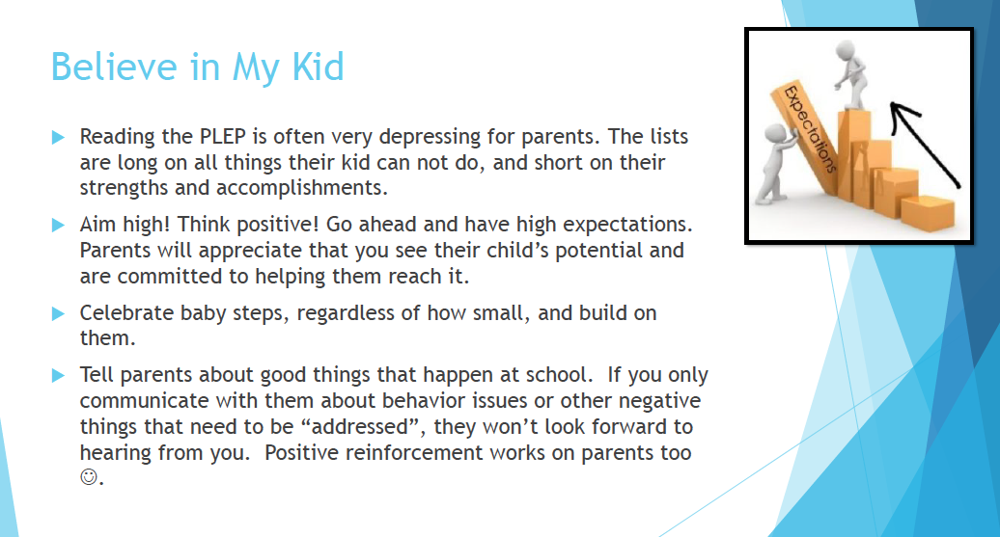 Believe in My Kid
Reading the PLEP is often very depressing for parents. The lists
are long on all things their kid can not do, and short on their
strengths and accomplishments.
Aim high! Think positive! Go ahead and have high expectations.
Parents will appreciate that you see their child’s potential and
are committed to helping them reach it.
Celebrate baby steps, regardless of how small, and build on
them.
Tell parents about good things that happen at school.  If you only
communicate with them about behavior issues or other negative
things that need to be “addressed”, they won’t look forward to
hearing from you.  Positive reinforcement works on parents too
☺.
Expectations